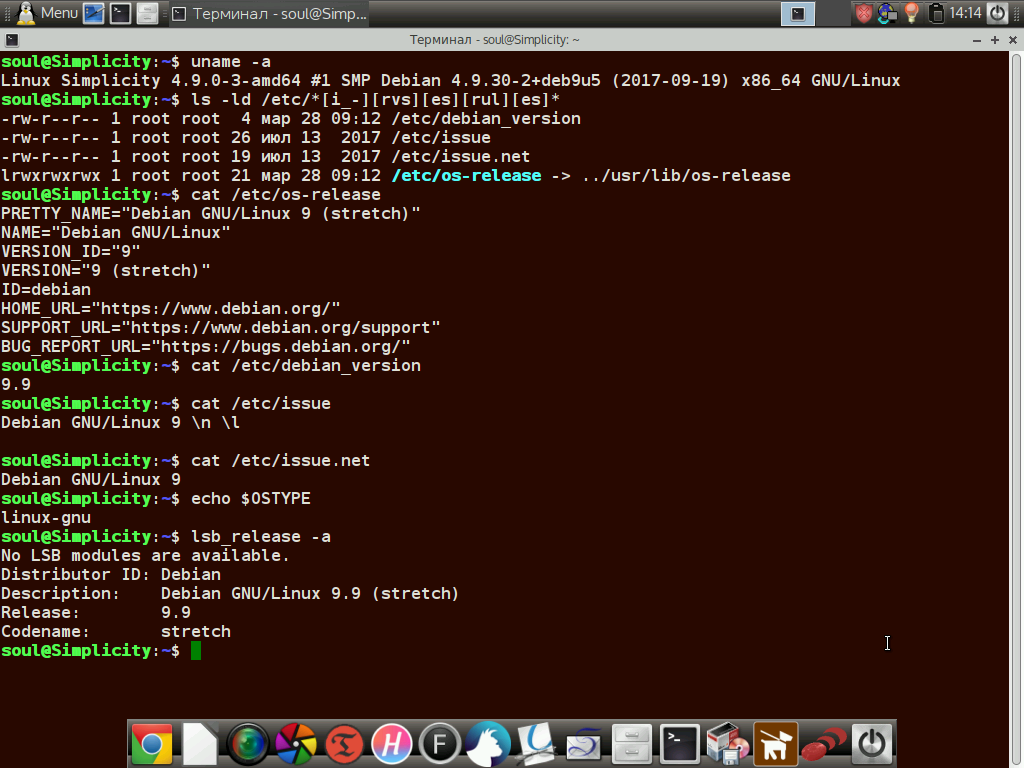 Menu Терминал - soul@Simp... 14:14
Терминал - soul@Simplicity: ~
soul@Simplicity:~$ uname -a
Linux Simplicity 4.9.0-3-amd64 #1 SMP Debian 4.9.30-2+deb9u5 (2017-09-19) x86_64 GNU/Linux
soul@Simplicity:~$ ls -ld /etc/*[i_-][rvs][es][rul][es]*
-rw-r--r-- 1 root root  4 мар 28 09:12 /etc/debian_version
-rw-r--r-- 1 root root 26 июл 13  2017 /etc/issue
-rw-r--r-- 1 root root 19 июл 13  2017 /etc/issue.net
lrwxrwxrwx 1 root root 21 мар 28 09:12 /etc/os-release -> ../usr/lib/os-release
soul@Simplicity:~$ cat /etc/os-release
PRETTY_NAME="Debian GNU/Linux 9 (stretch)"
NAME="Debian GNU/Linux"
VERSION_ID="9"
VERSION="9 (stretch)"
ID=debian
HOME_URL="https://www.debian.org/"
SUPPORT_URL="https://www.debian.org/support"
BUG_REPORT_URL="https://bugs.debian.org/"
soul@Simplicity:~$ cat /etc/debian_version
9.9
soul@Simplicity:~$ cat /etc/issue
Debian GNU/Linux 9 \n \l
soul@Simplicity:~$ cat /etc/issue.net
Debian GNU/Linux 9
soul@Simplicity:~$ echo $OSTYPE
linux-gnu
soul@Simplicity:~$ lsb_release -a
No LSB modules are available.
Distributor ID: Debian
Description:    Debian GNU/Linux 9.9 (stretch)
Release:        9.9
Codename:       stretch
soul@Simplicity:~$